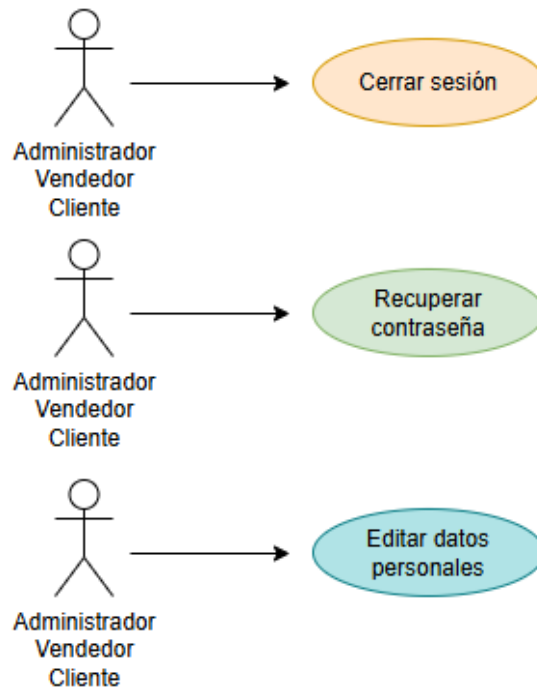 Cerrar sesión
Administrador
Vendedor
Cliente
Recuperar
contraseña
Administrador
Vendedor
Cliente
Editar datos
personales
Administrador
Vendedor
Cliente